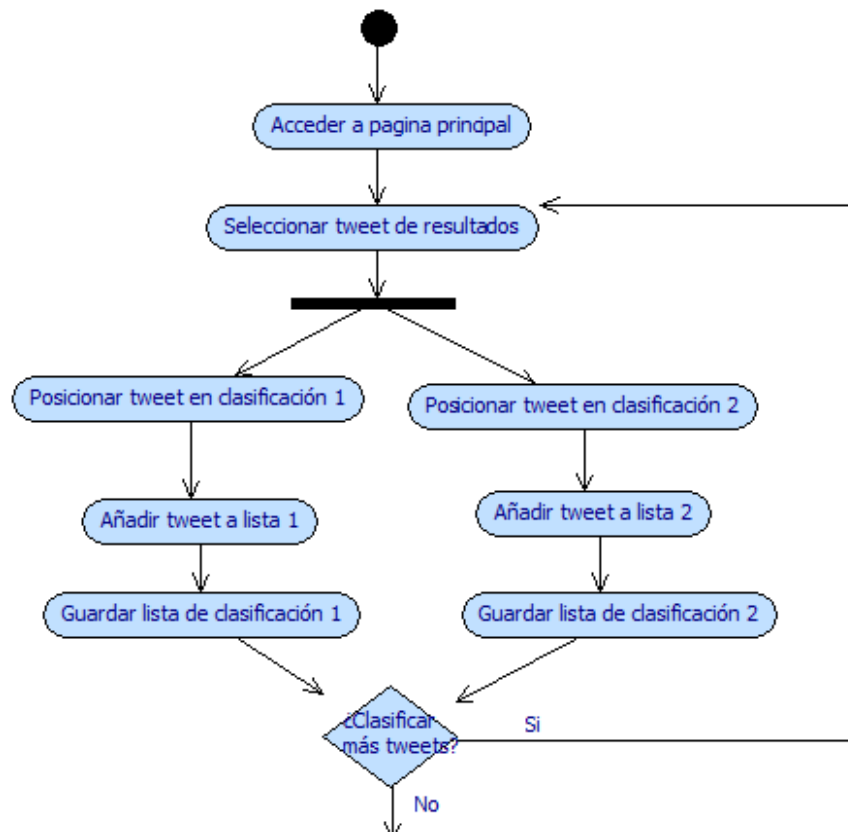 Acceder a pagina principal
Seleccionar tweet de resultados
Posicionar tweet en clasificación 1
Posicionar tweet en clasificación 2
Añadir tweet a lista 1
Añadir tweet a lista 2
Guardar lista de clasificación 1
Guardar lista de clasificación 2
¿Clasificar
más tweets?
Si
No